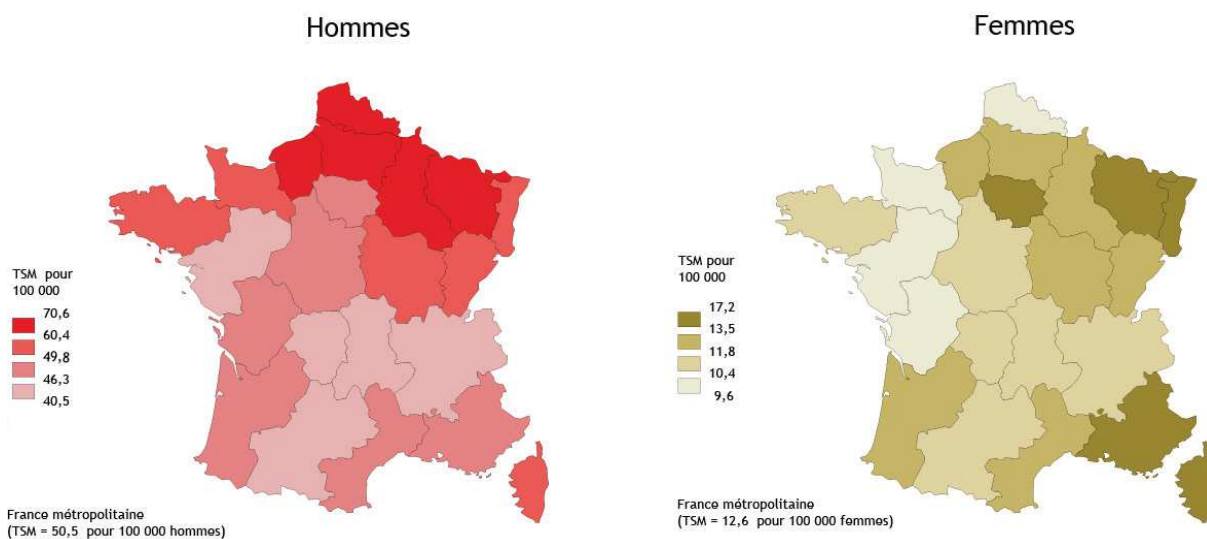 Hommes
Femmes
TSM pour
100 000
70,6
60,4
49,8
46,3
40,5
TSM pour
100 000
17,2
13,5
11,8
10,4
9,6
France métropolitaine
(TSM = 50,5 pour 100 000 hommes)
France métropolitaine
(TSM = 12,6 pour 100 000 femmes)